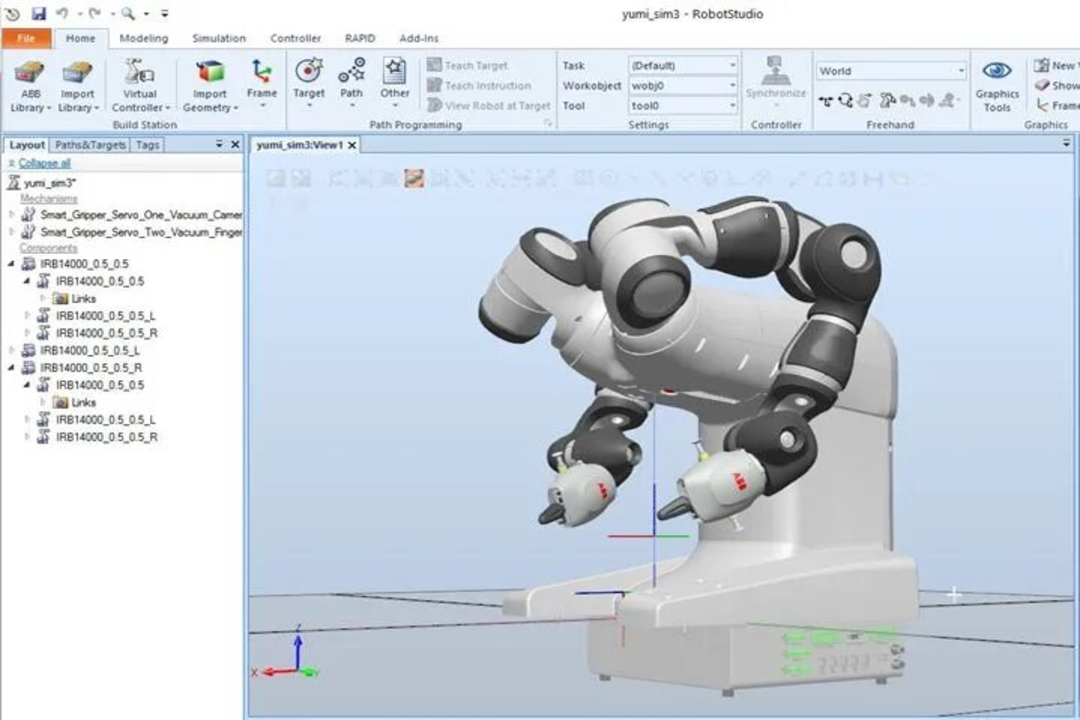 yumi_sim3 - RobotStudio
File Home Modeling Simulation Controller RAPID Add-Ins
ABB Library
Import Library
Virtual Controller
Import Geometry
Frame
Build Station
Target
Path
Other
Teach Target
Teach Instruction
View Robot at Target
Path Programming
Task (Default)
Workobject wobj0
Tool tool0
Settings
Synchronize
Controller
World
Freehand
Graphics Tools
New
Show
Frame
Graphics
Layout Paths&Targets Tags
yumi_sim3:View1
Collapse all
yumi_sim3*
Mechanisms
Smart_Gripper_Servo_One_Vacuum_Camer
Smart_Gripper_Servo_Two_Vacuum_Finger
Components
IRB14000_0.5_0.5
IRB14000_0.5_0.5
Links
IRB14000_0.5_0.5_L
IRB14000_0.5_0.5_R
IRB14000_0.5_0.5_L
IRB14000_0.5_0.5_R
IRB14000_0.5_0.5
Links
IRB14000_0.5_0.5_L
IRB14000_0.5_0.5_R
ABB
ABB
Z
X
Y